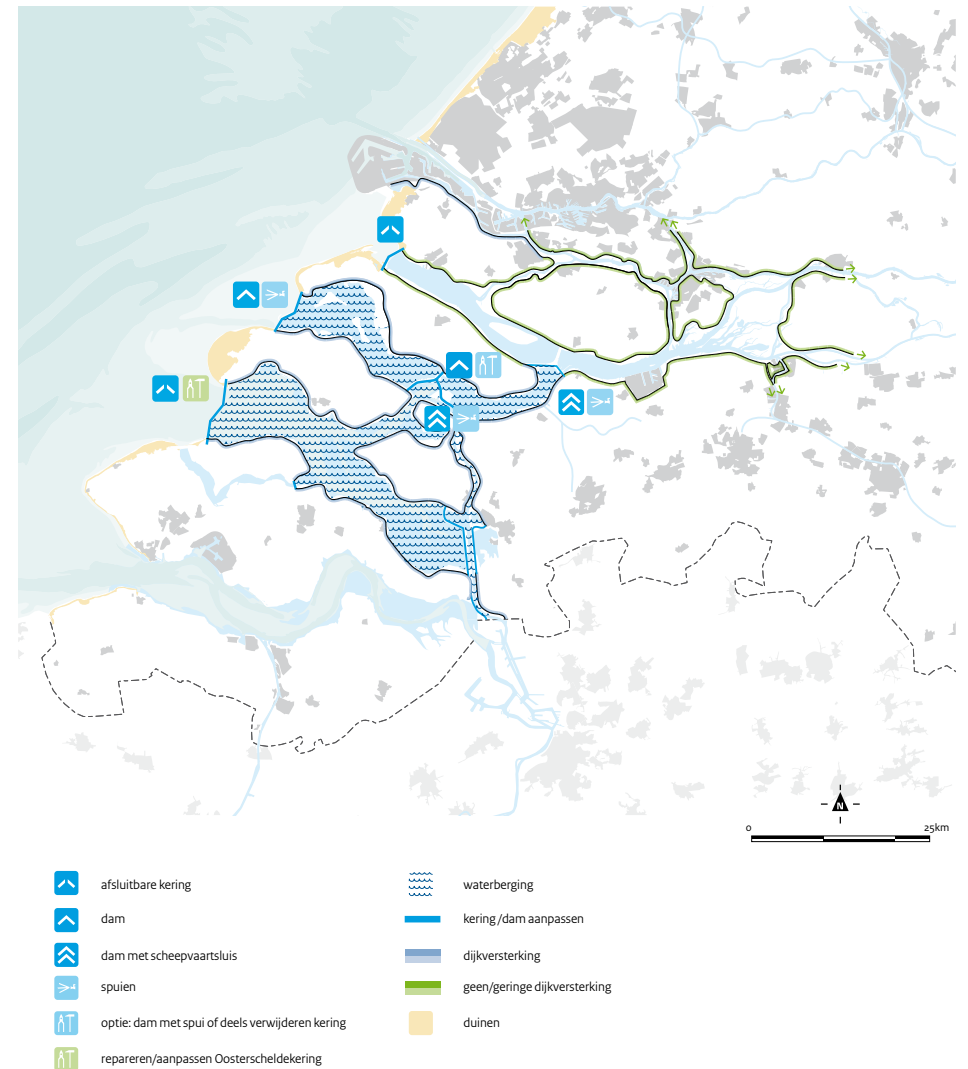 N
0 25km
afsluitbare kering
dam
dam met scheepvaartsluis
spuien
optie: dam met spui of deels verwijderen kering
repareren/aanpassen Oosterscheldekering
waterberging
kering/dam aanpassen
dijkversterking
geen/geringe dijkversterking
duinen